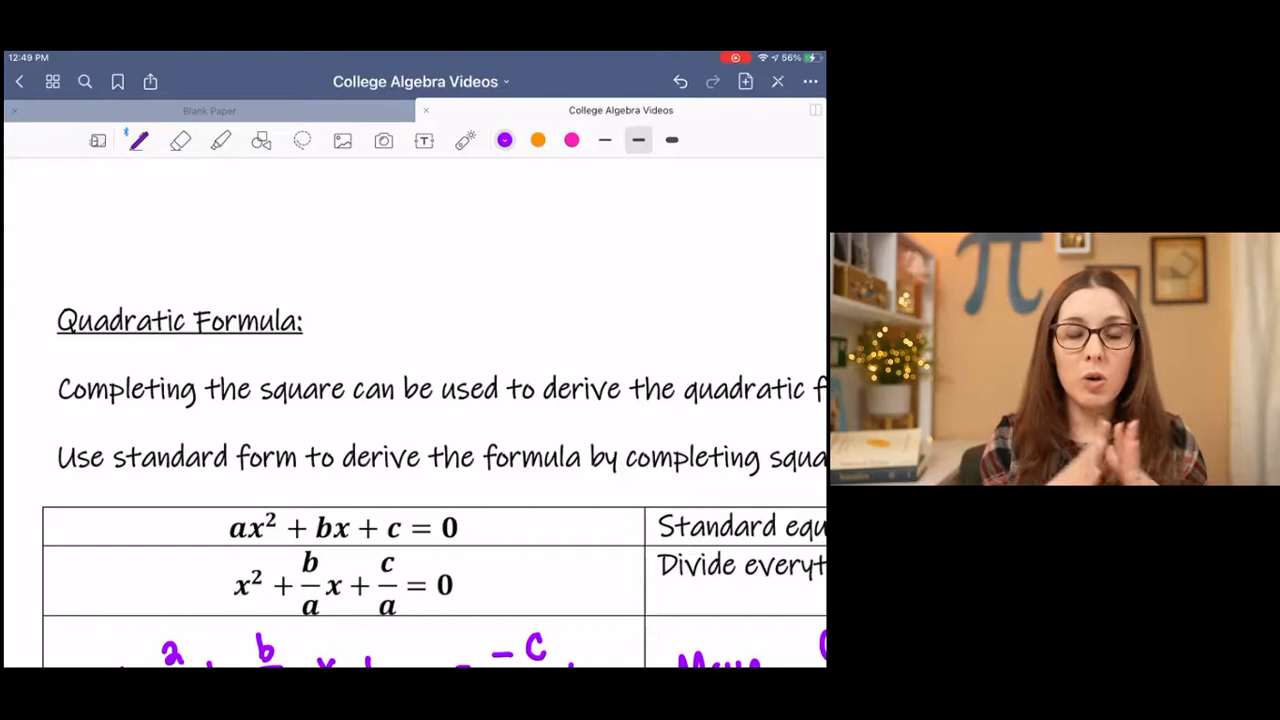 12:49 PM
56%
College Algebra Videos
Blank Paper
College Algebra Videos
Quadratic Formula:
Completing the square can be used to derive the quadratic f
Use standard form to derive the formula by completing squa
ax² + bx + c = 0
Standard equ
x² + b/a x + c/a = 0
Divide everyt
2 b x -c
Move